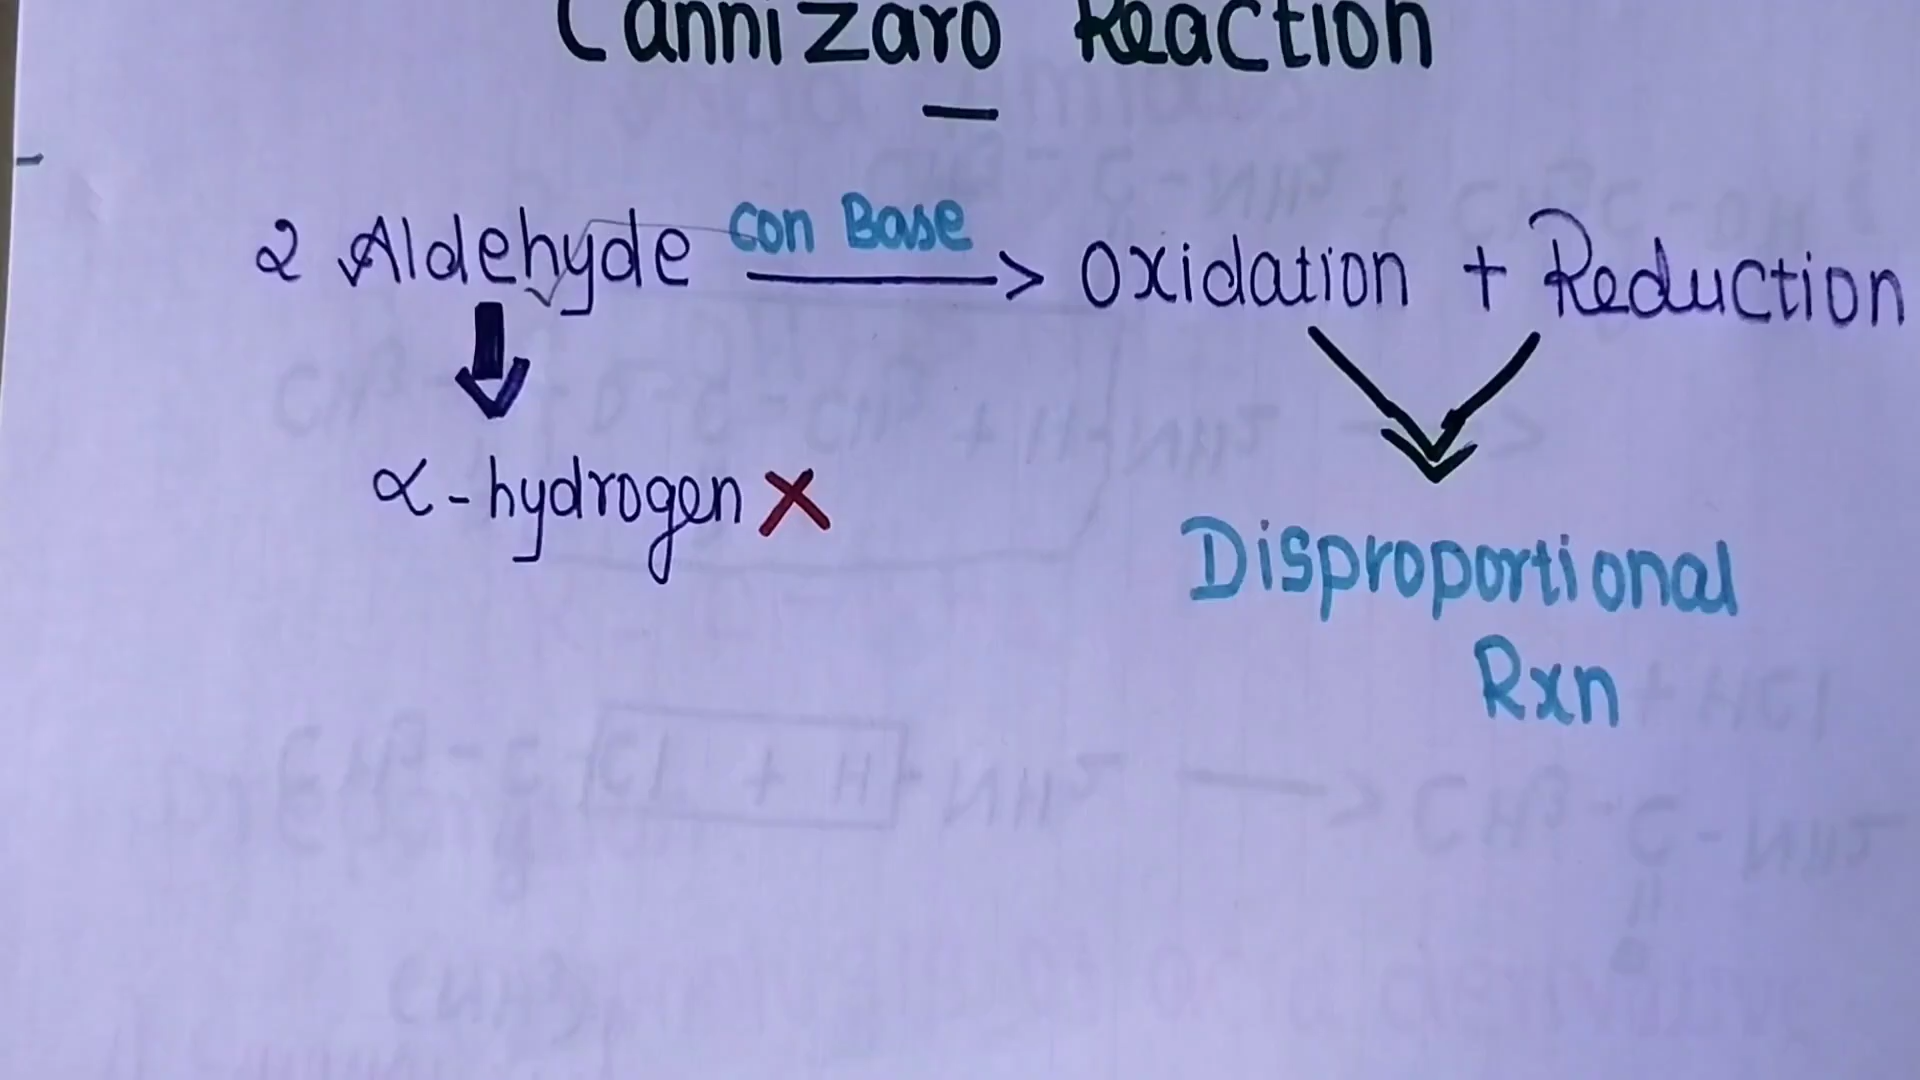 Cannizaro Reaction
2 Aldehyde con Base > Oxidation + Reduction
α-hydrogen X
Disproportional
Rxn